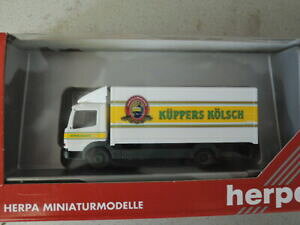 KÜPPERS KÖLSCH
HERPA MINIATURMODELLE
herpa